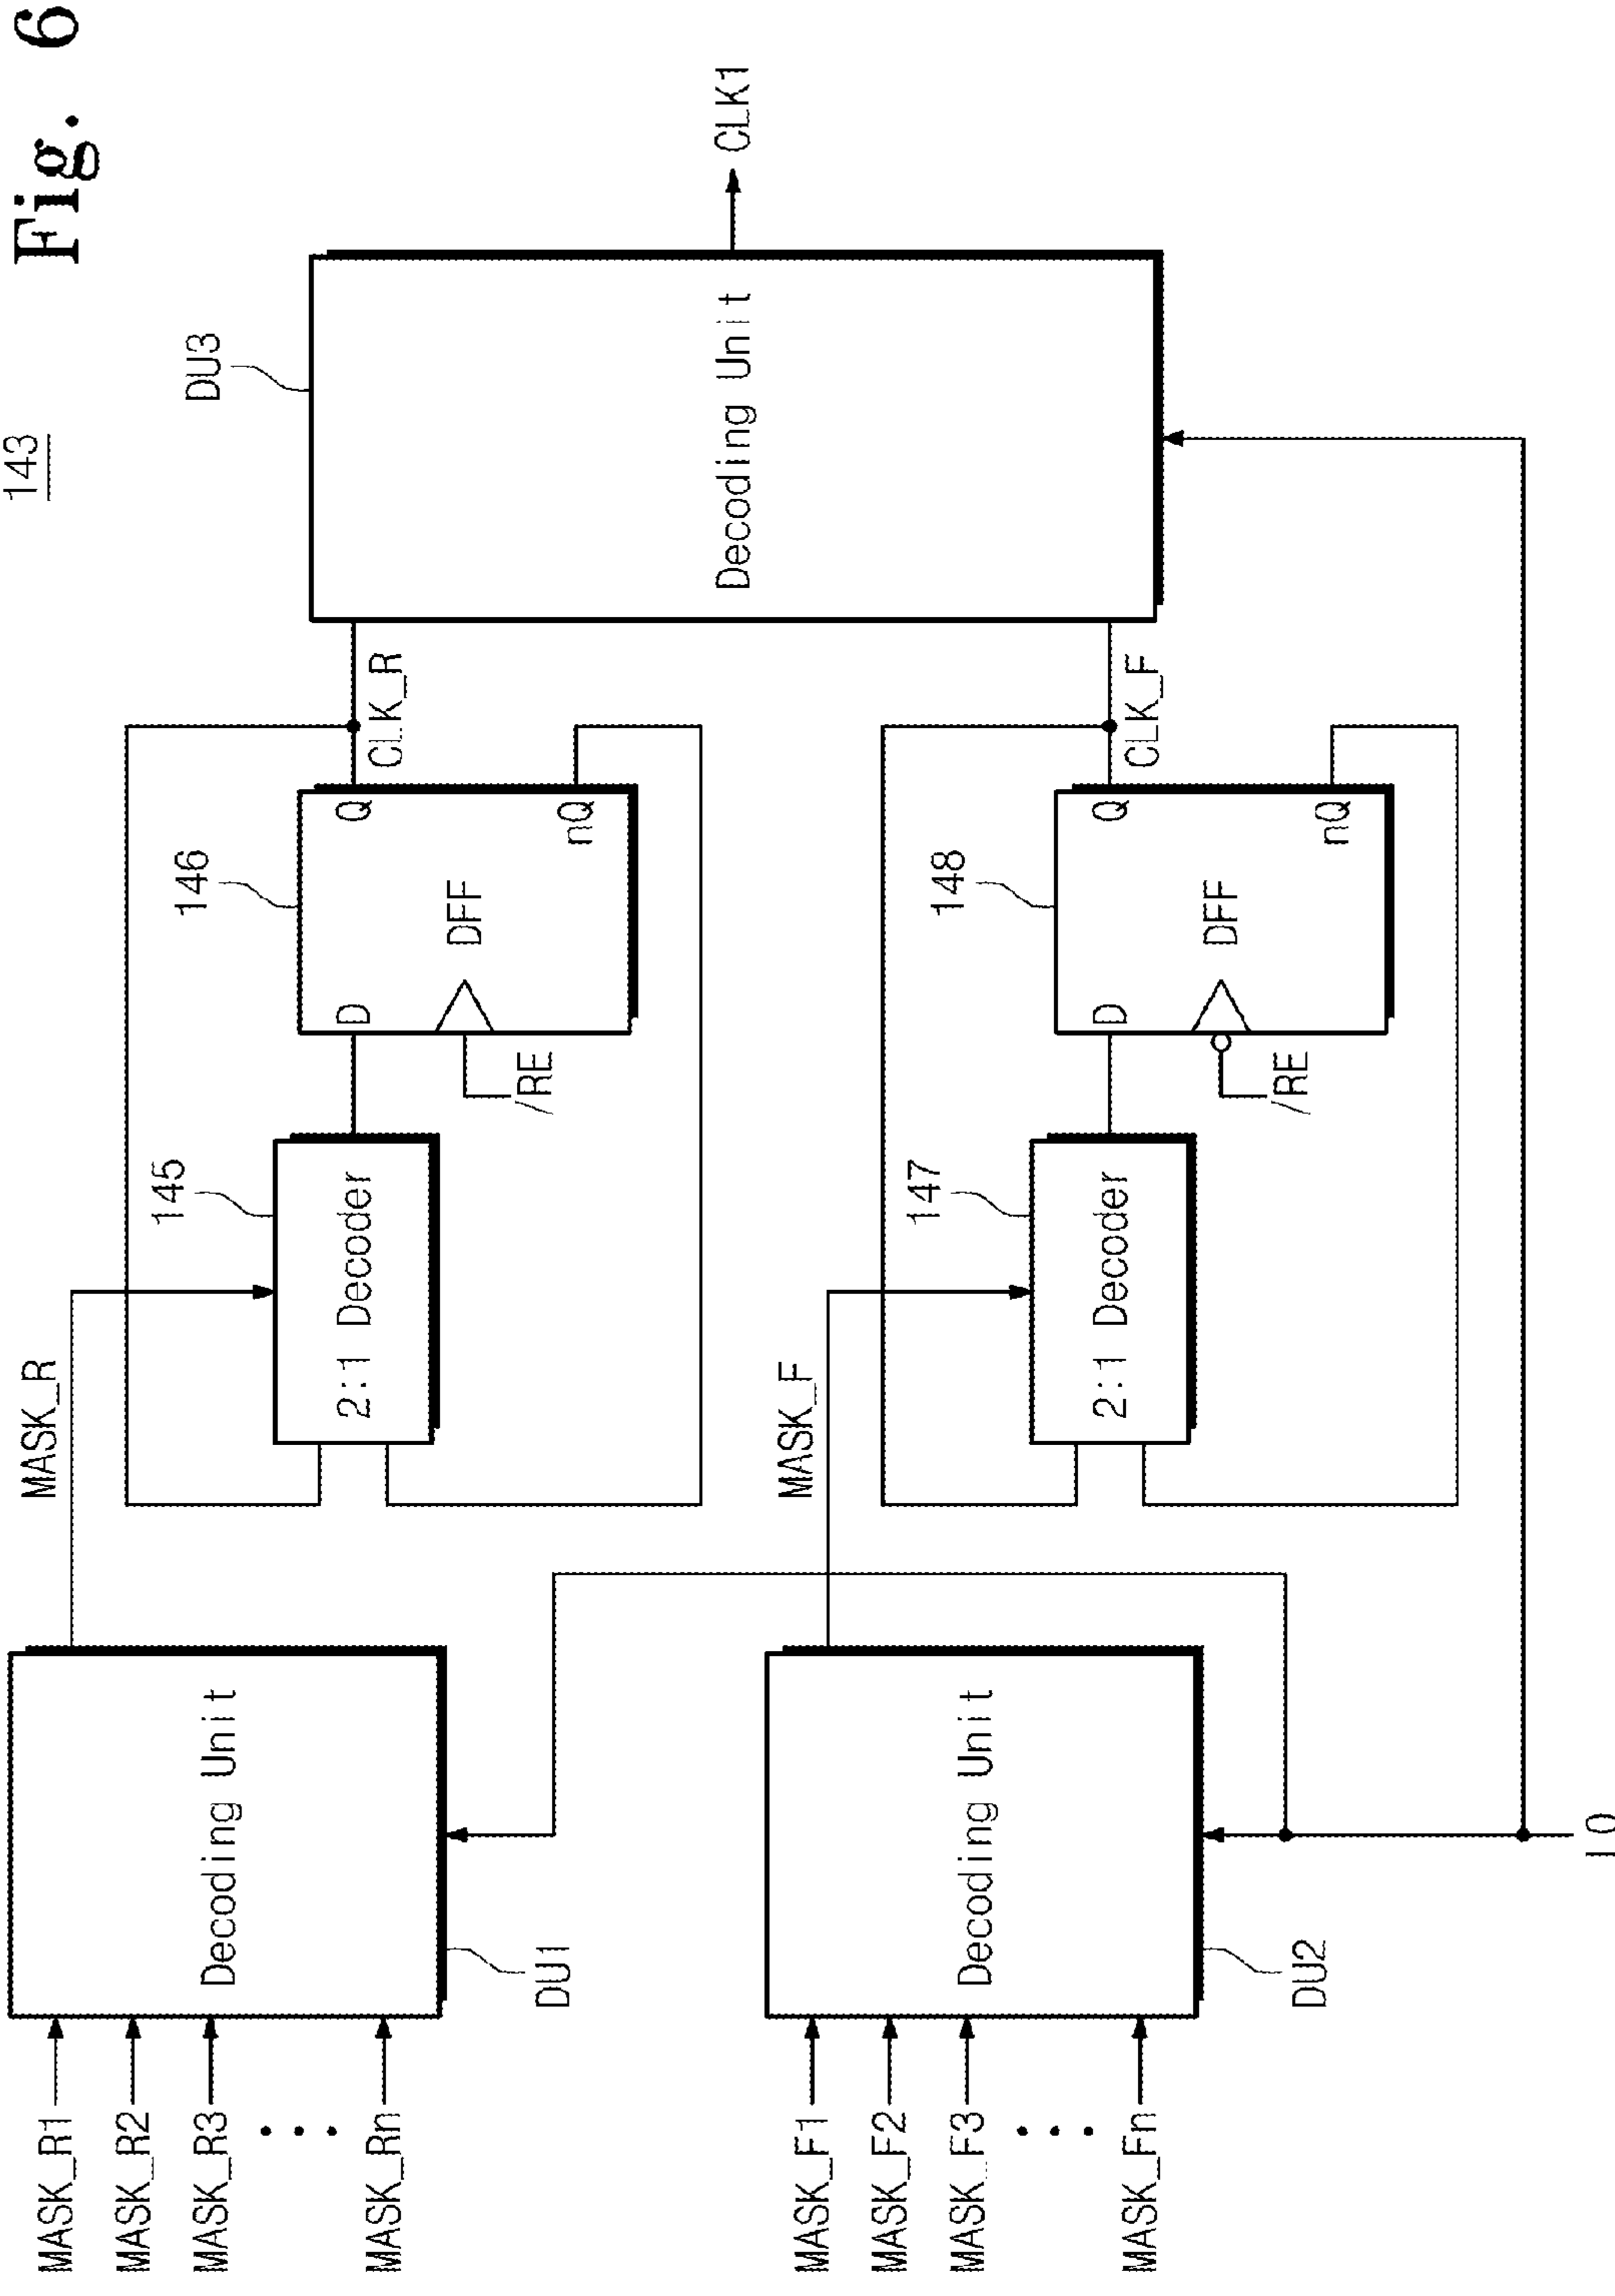 Fig. 6
143
DU3
146
148
145
147
MASK_R
MASK_F
MASK_R1
MASK_R2
MASK_R3
MASK_Rn
Decoding Unit
DU1
2:1 Decoder
D
Q
DFF
nQ
/RE
CLK_R
Decoding Unit
CLK1
MASK_F1
MASK_F2
MASK_F3
MASK_Fn
Decoding Unit
DU2
2:1 Decoder
D
Q
DFF
nQ
/RE
CLK_F
IO